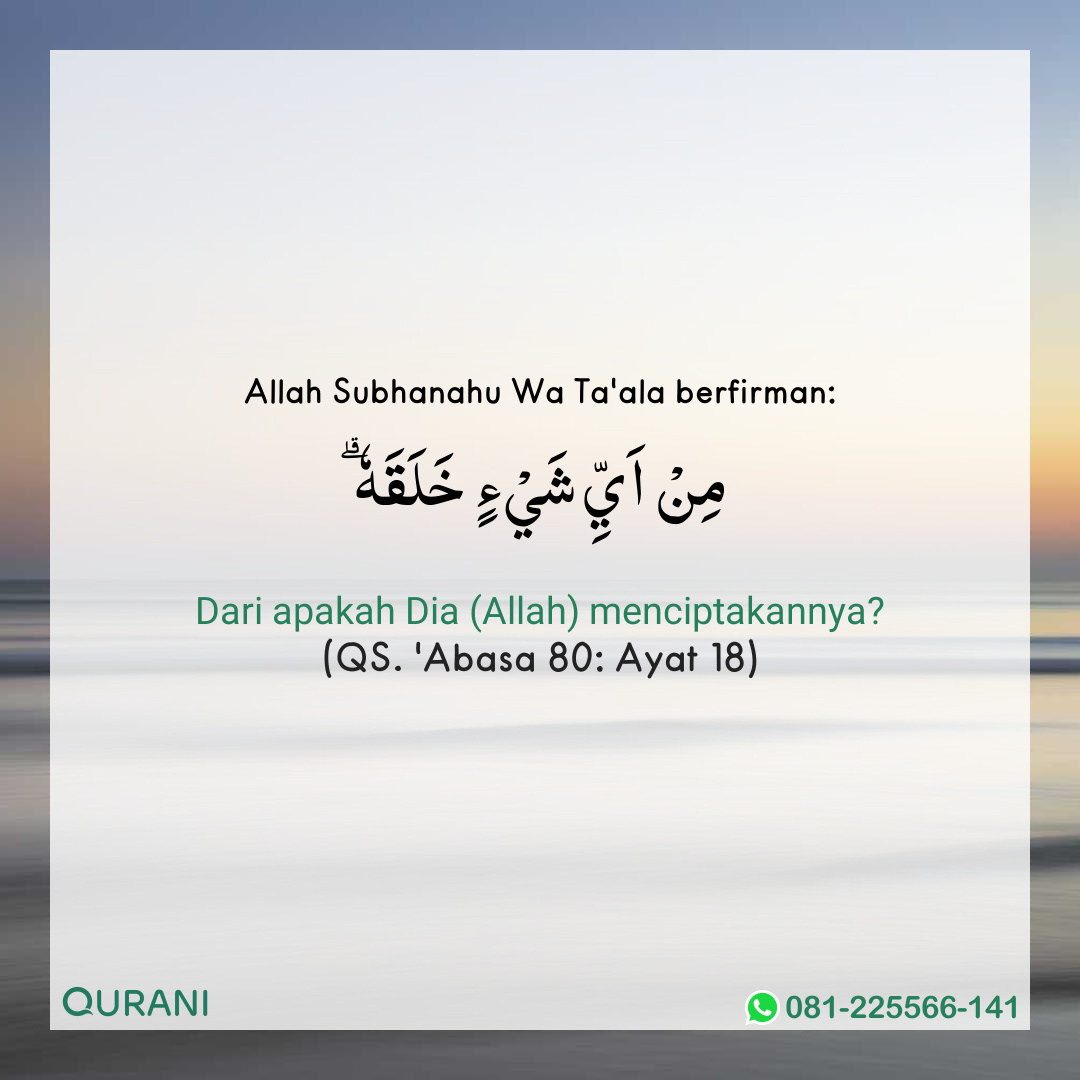 Allah Subhanahu Wa Ta'ala berfirman:
مِنْ اَيِّ شَيْءٍ خَلَقَهٗۗ
Dari apakah Dia (Allah) menciptakannya?
(QS. 'Abasa 80: Ayat 18)
QURANI
081-225566-141